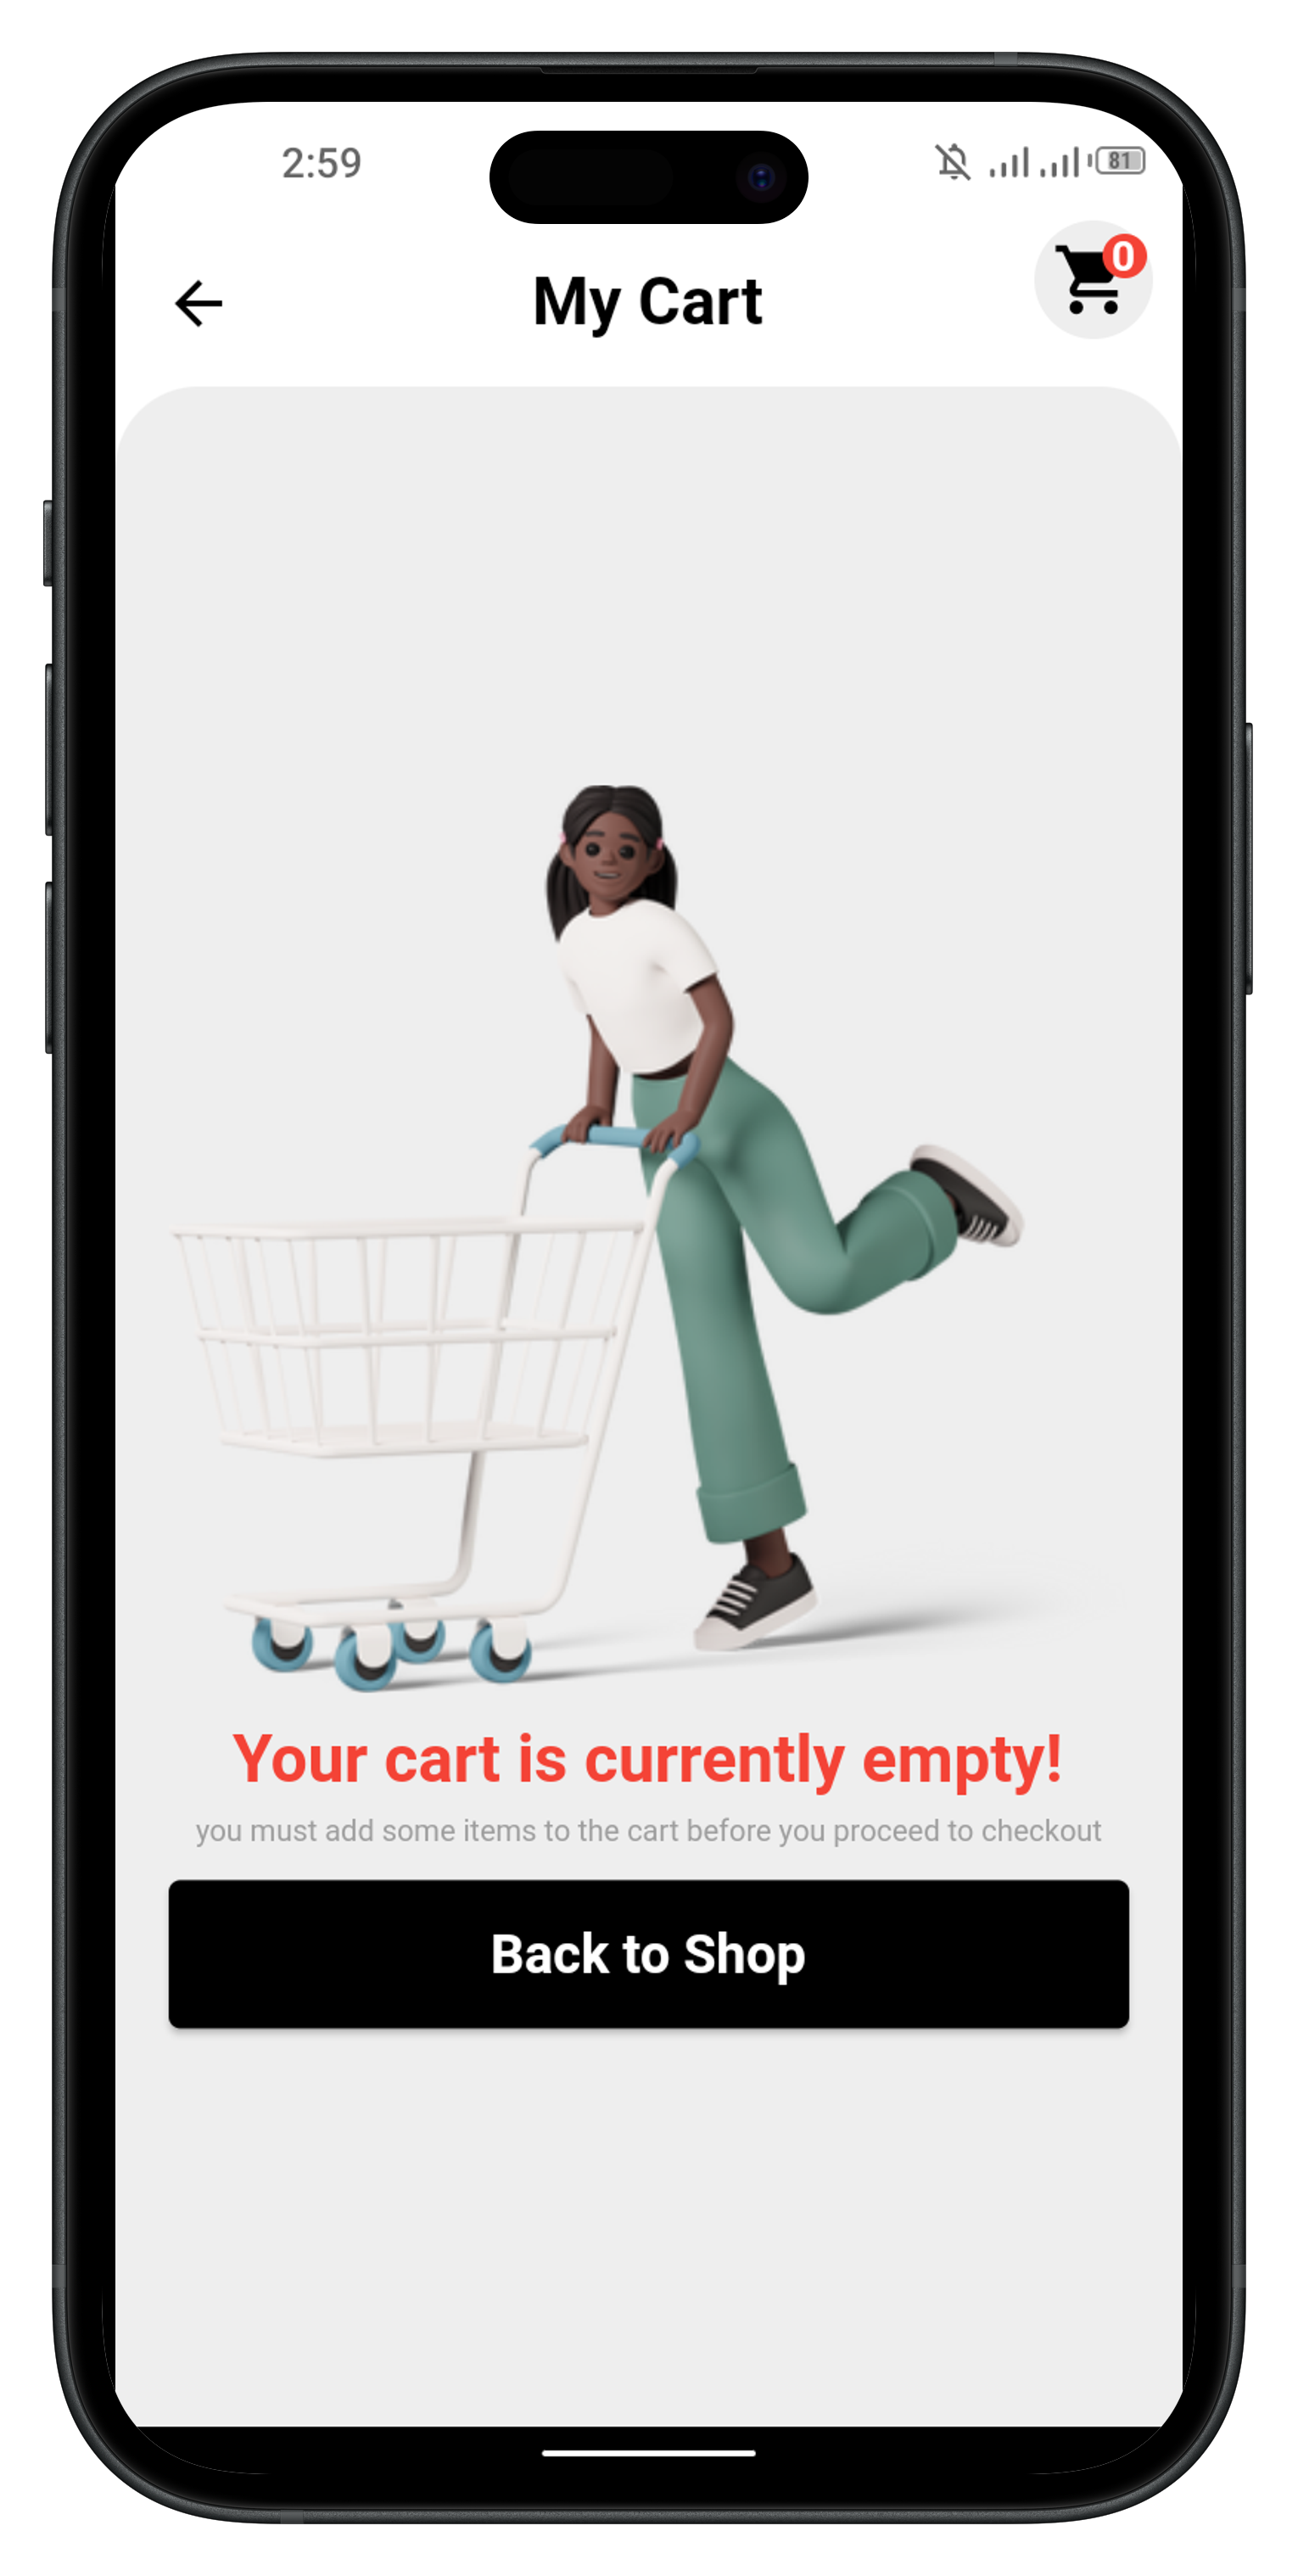 2:59
81
My Cart
0
Your cart is currently empty!
you must add some items to the cart before you proceed to checkout
Back to Shop